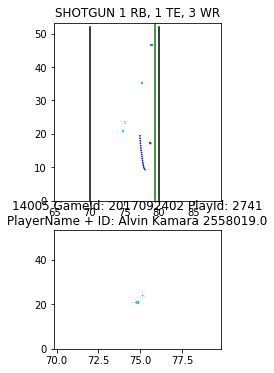 SHOTGUN 1 RB, 1 TE, 3 WR
50
40
30
20
10
0
65 70 75 80 85
14005 GameId: 2017092402 PlayId: 2741
PlayerName + ID: Alvin Kamara 2558019.0
40
20
0
70.0 72.5 75.0 77.5